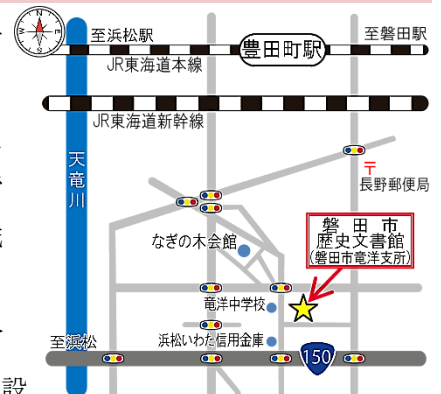 N
E
S
W
至浜松駅
豊田町駅
至磐田駅
JR東海道本線
JR東海道新幹線
天竜川
〒
長野郵便局
磐田市
歴史文書館
(磐田市竜洋支所)
なぎの木会館
竜洋中学校
浜松いわた信用金庫
至浜松
150
設